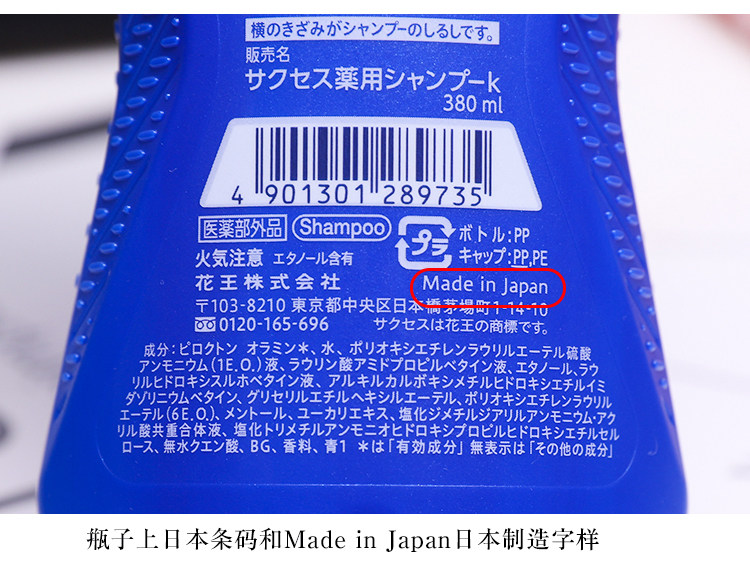 横のきざみがシャンプーのしるしです。
販売名
サクセス薬用シャンプーk
380 ml
4 901301 289735
医薬部外品 Shampoo プラ ボトル:PP
キャップ:PP,PE
火気注意 エタノール含有
花王株式会社 Made in Japan
〒103-8210 東京都中央区日本橋茅場町1-14-10
0120-165-696 サクセスは花王の商標です。
成分:ピロクトン オラミン*、水、ポリオキシエチレンラウリルエーテル硫酸
アンモニウム(1E.O.)液、ラウリン酸アミドプロピルベタイン液、エタノール、ラウ
リルヒドロキシスルホベタイン液、アルキルカルボキシメチルヒドロキシエチルイミ
ダゾリニウムベタイン、グリセリルエチルヘキシルエーテル、ポリオキシエチレンラウリル
エーテル(6E.O.)、メントール、ユーカリエキス、塩化ジメチルジアリルアンモニウム・アク
リル酸共重合体液、塩化トリメチルアンモニオヒドロキシプロピルヒドロキシエチルセル
ロース、無水クエン酸、BG、香料、青1 *は「有効成分」無表示は「その他の成分」
瓶子上日本条码和Made in Japan日本制造字样